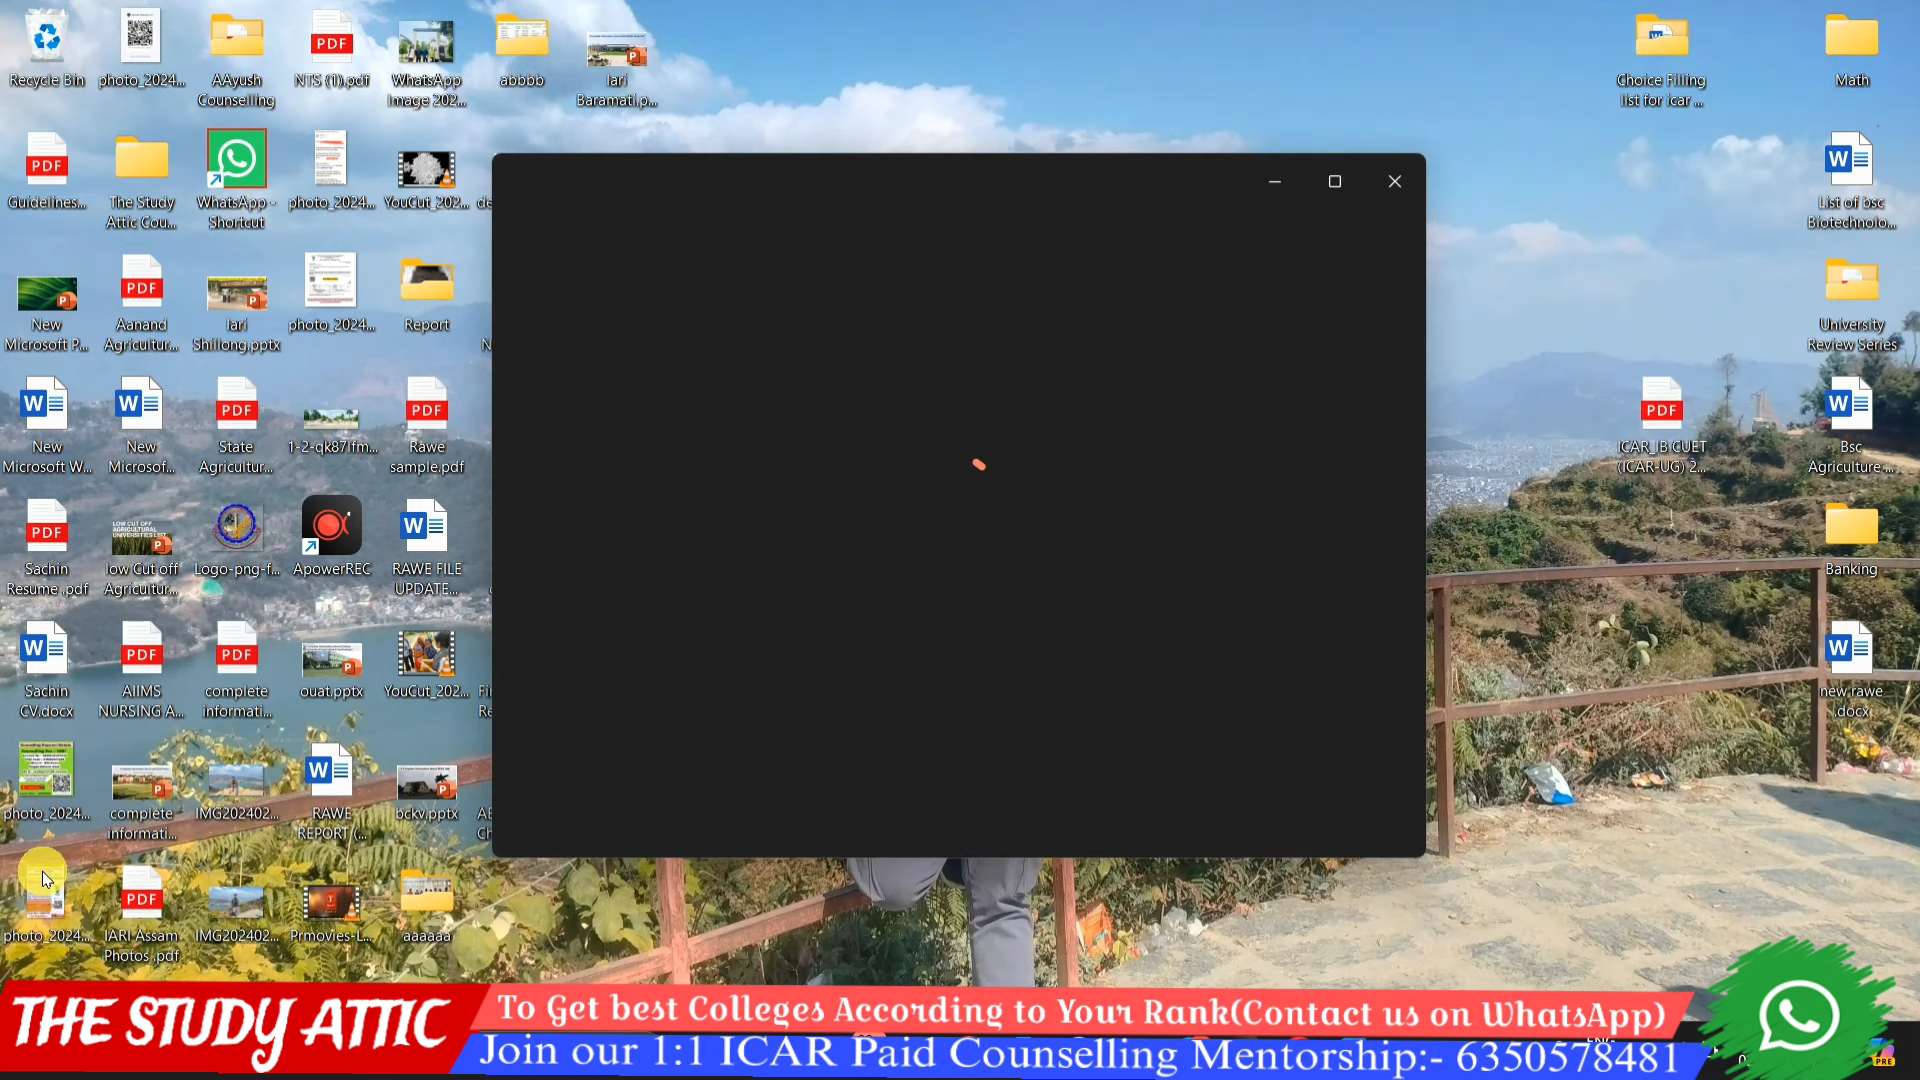 Recycle Bin
photo_2024...
AAyush
Counselling
NTS (1).pdf
WhatsApp
Image 202...
abbbb
Iari
Baramati.p...
Choice Filling
list for icar ...
Math
Guidelines...
The Study
Attic Cou...
WhatsApp -
Shortcut
photo_2024...
YouCut_202...
List of bsc
Biotechnolo...
New
Microsoft P...
Aanand
Agricultur...
Iari
Shillong.pptx
photo_2024...
Report
University
Review Series
New
Microsoft W...
New
Microsof...
State
Agricultur...
1-2-qk87lfm...
Rawe
sample.pdf
ICAR_IB CUET
(ICAR-UG) 2...
Bsc
Agriculture ...
Sachin
Resume .pdf
low Cut off
Agricultur...
Logo-png-f...
ApowerREC
RAWE FILE
UPDATE...
Banking
Sachin
CV.docx
AIIMS
NURSING A...
complete
informati...
ouat.pptx
YouCut_202...
new rawe
.docx
photo_2024...
complete
informati...
IMG202402...
RAWE
REPORT (...
bckv.pptx
photo_2024...
IARI Assam
Photos .pdf
IMG202402...
Prmovies-L...
aaaaaa
THE STUDY ATTIC
To Get best Colleges According to Your Rank(Contact us on WhatsApp)
Join our 1:1 ICAR Paid Counselling Mentorship:- 6350578481